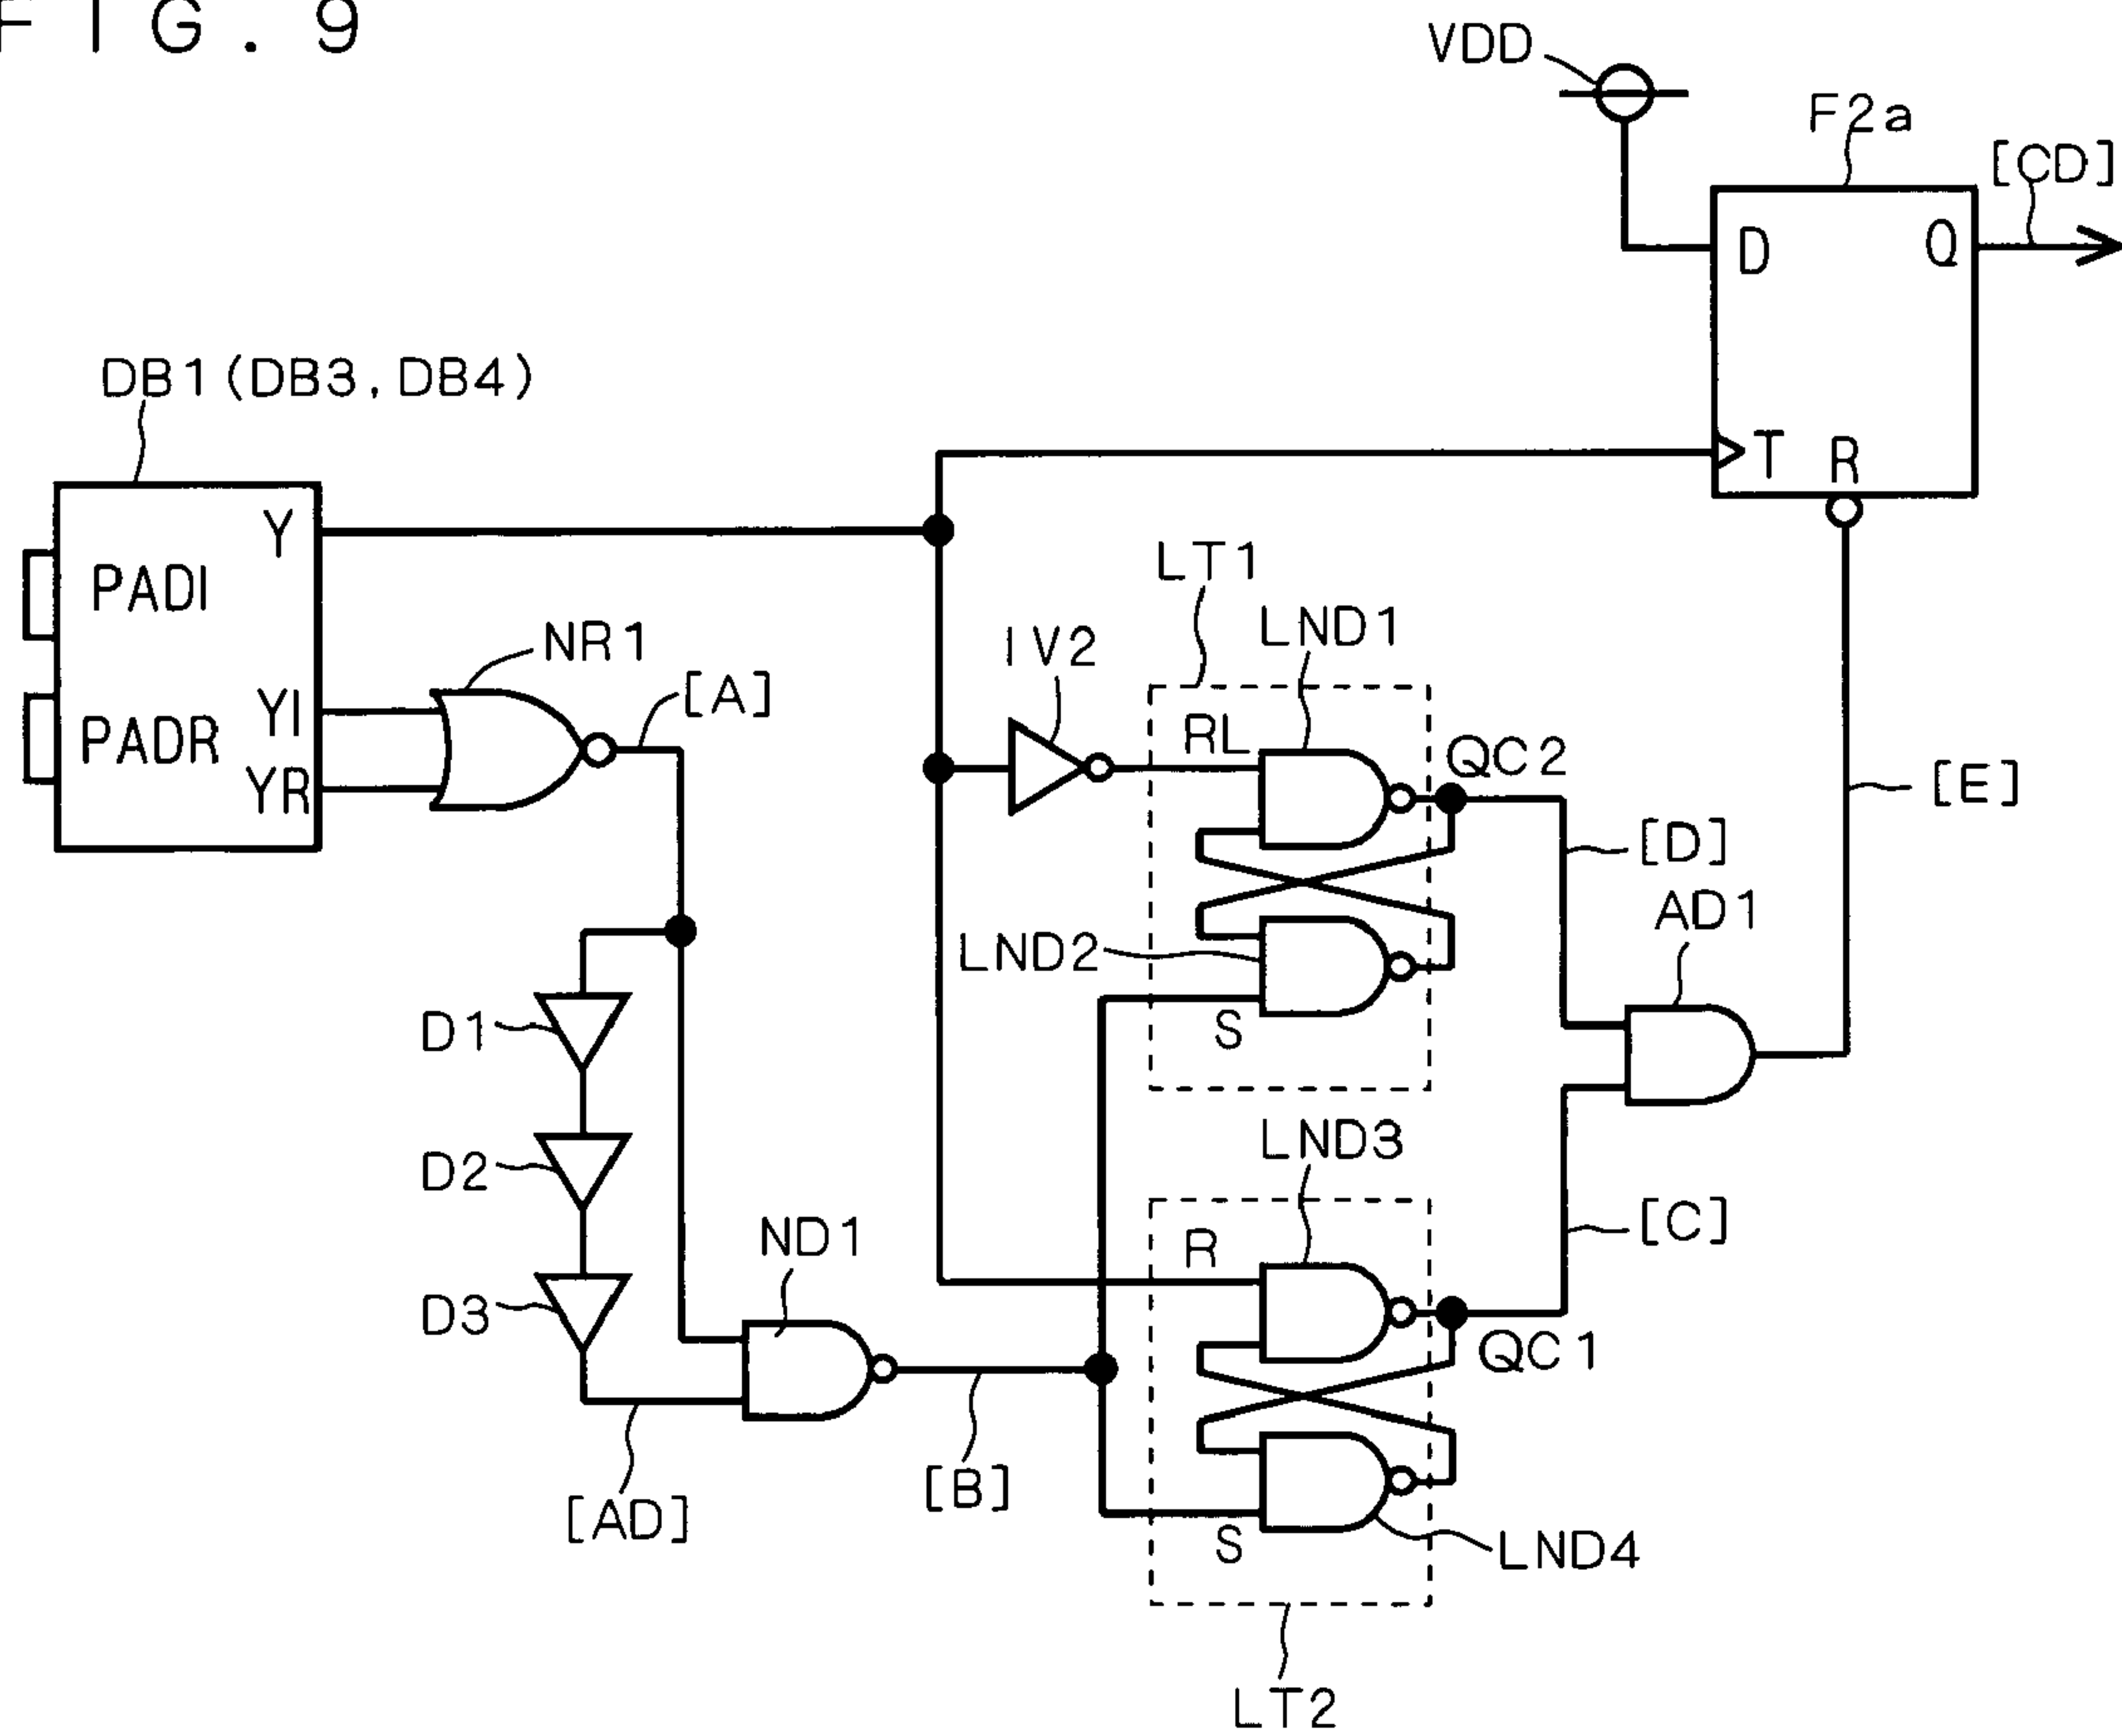 FIG. 9
VDD
F2a
[CD]
D
Q
DB1(DB3,DB4)
T
R
Y
PADI
LT1
LND1
NR1
IV2
[A]
YI
PADR
RL
QC2
YR
[E]
[D]
AD1
LND2
D1
S
LND3
D2
[C]
ND1
R
D3
QC1
[B]
[AD]
S
LND4
LT2